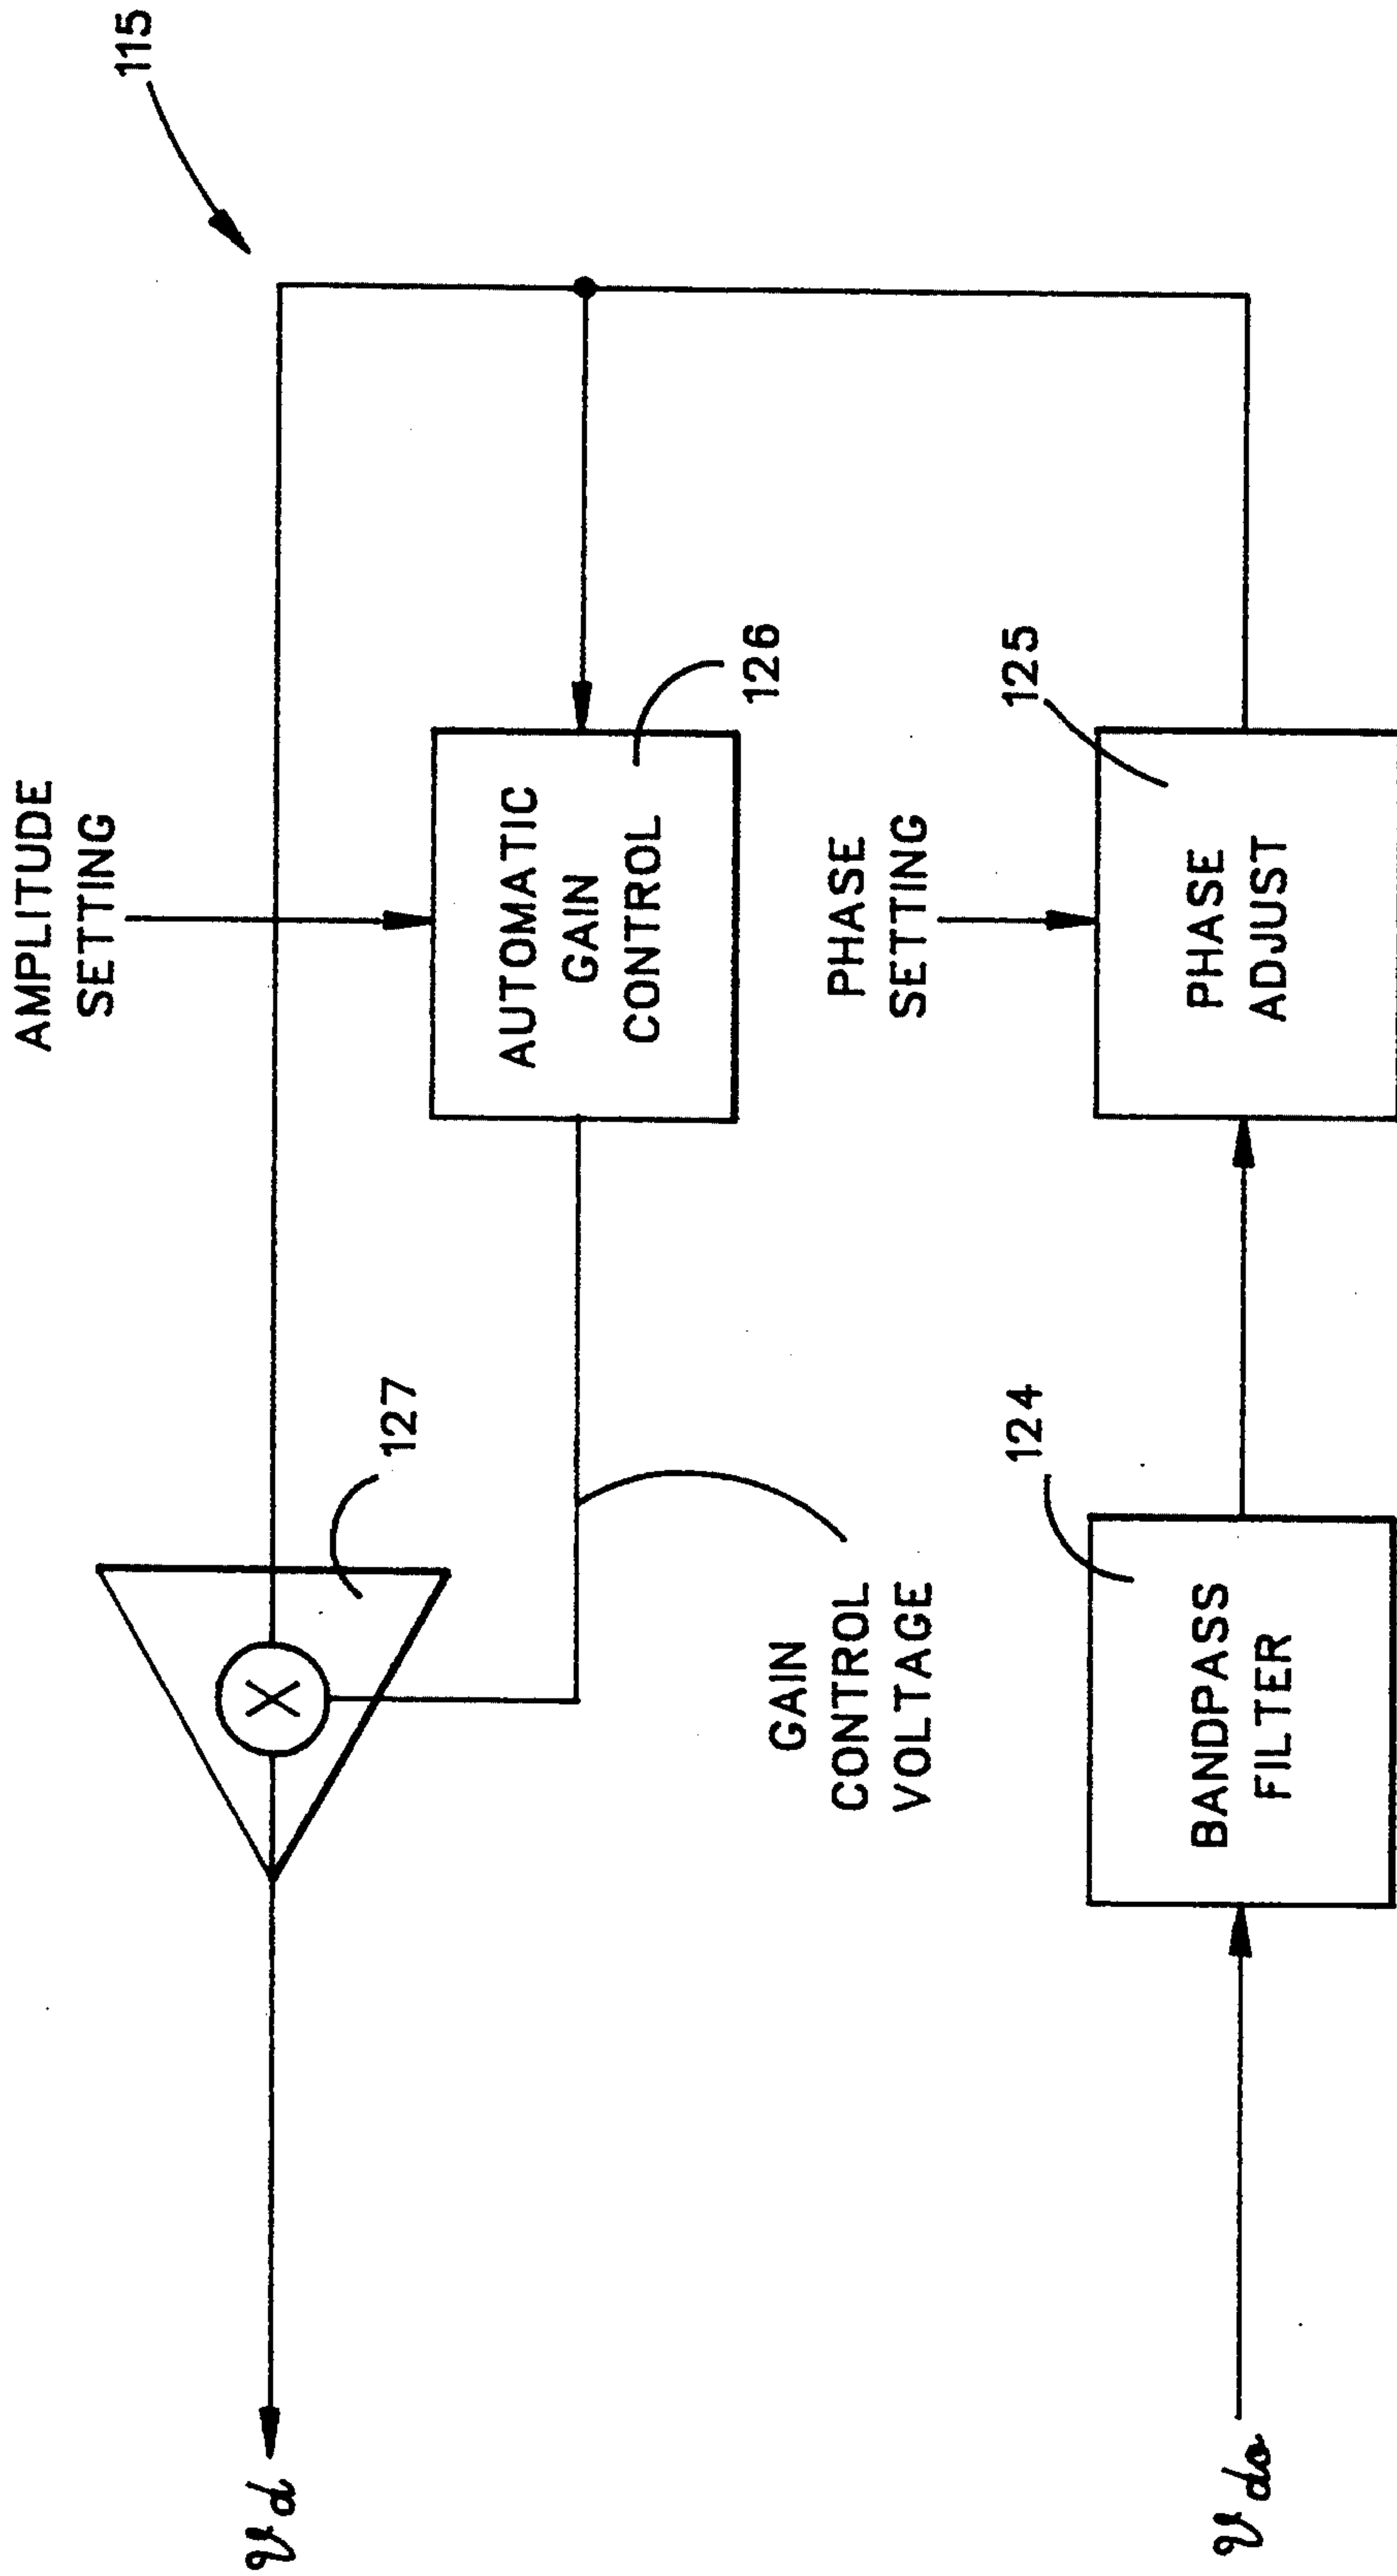 115
AMPLITUDE
SETTING
AUTOMATIC
GAIN
CONTROL
126
127
GAIN
CONTROL
VOLTAGE
PHASE
SETTING
PHASE
ADJUST
125
124
BANDPASS
FILTER
vd
vdo